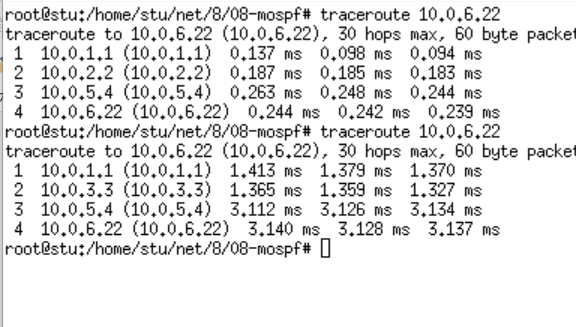 root@stu:/home/stu/net/8/08-mospf# traceroute 10.0.6.22
traceroute to 10.0.6.22 (10.0.6.22), 30 hops max, 60 byte packet
1 10.0.1.1 (10.0.1.1) 0.137 ms 0.098 ms 0.094 ms
2 10.0.2.2 (10.0.2.2) 0.187 ms 0.185 ms 0.183 ms
3 10.0.5.4 (10.0.5.4) 0.263 ms 0.248 ms 0.244 ms
4 10.0.6.22 (10.0.6.22) 0.244 ms 0.242 ms 0.239 ms
root@stu:/home/stu/net/8/08-mospf# traceroute 10.0.6.22
traceroute to 10.0.6.22 (10.0.6.22), 30 hops max, 60 byte packet
1 10.0.1.1 (10.0.1.1) 1.413 ms 1.379 ms 1.370 ms
2 10.0.3.3 (10.0.3.3) 1.365 ms 1.359 ms 1.327 ms
3 10.0.5.4 (10.0.5.4) 3.112 ms 3.126 ms 3.134 ms
4 10.0.6.22 (10.0.6.22) 3.140 ms 3.128 ms 3.137 ms
root@stu:/home/stu/net/8/08-mospf#